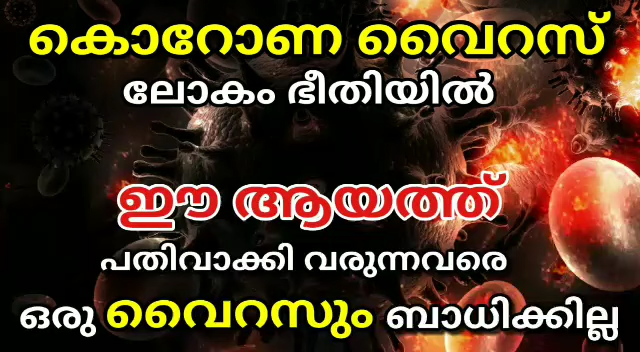 കൊറോണ വൈറസ്
ലോകം ഭീതിയിൽ
ഈ ആയത്ത്
പതിവാക്കി വരുന്നവരെ
ഒരു വൈറസും ബാധിക്കില്ല